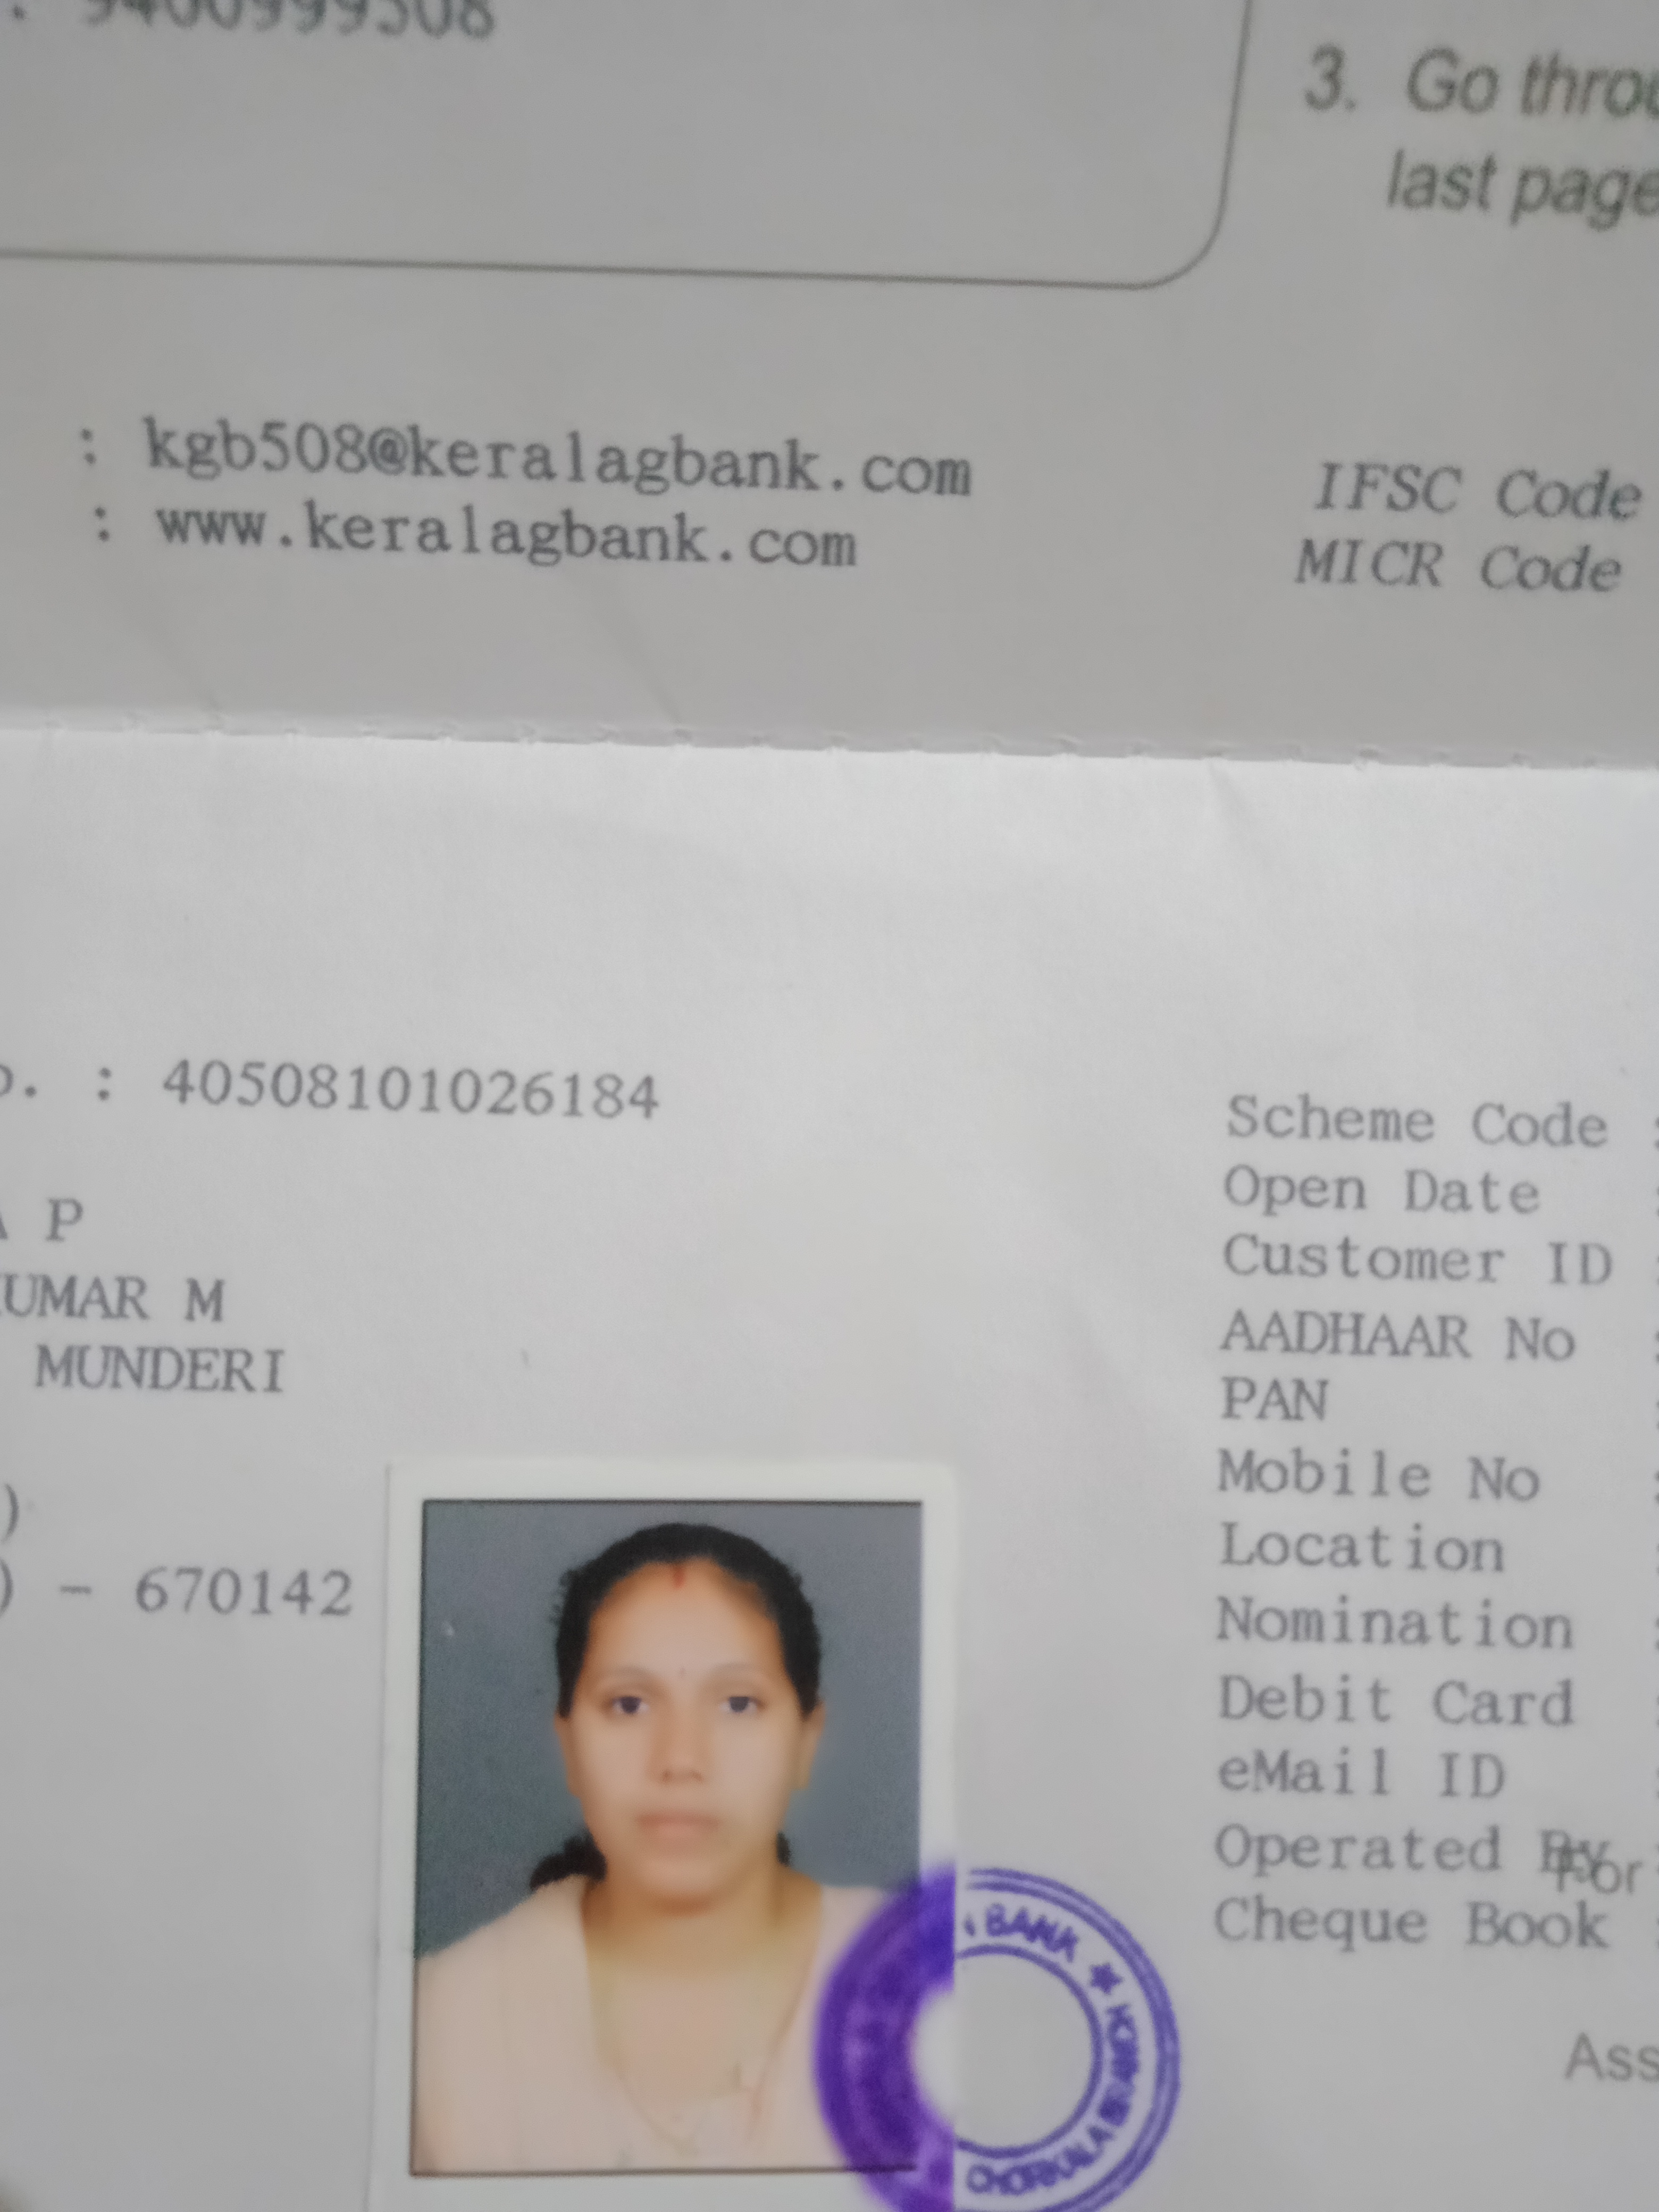 : 9400999508
3. Go throu
last page
: kgb508@keralagbank.com
: www.keralagbank.com
IFSC Code
MICR Code
o. : 40508101026184
A P
KUMAR M
MUNDERI
)
) - 670142
Scheme Code :
Open Date :
Customer ID :
AADHAAR No :
PAN :
Mobile No :
Location
Nomination :
Debit Card :
eMail ID :
Operated By :
For
Cheque Book :
BANK ★
CHORKALA BRANCH
Ass